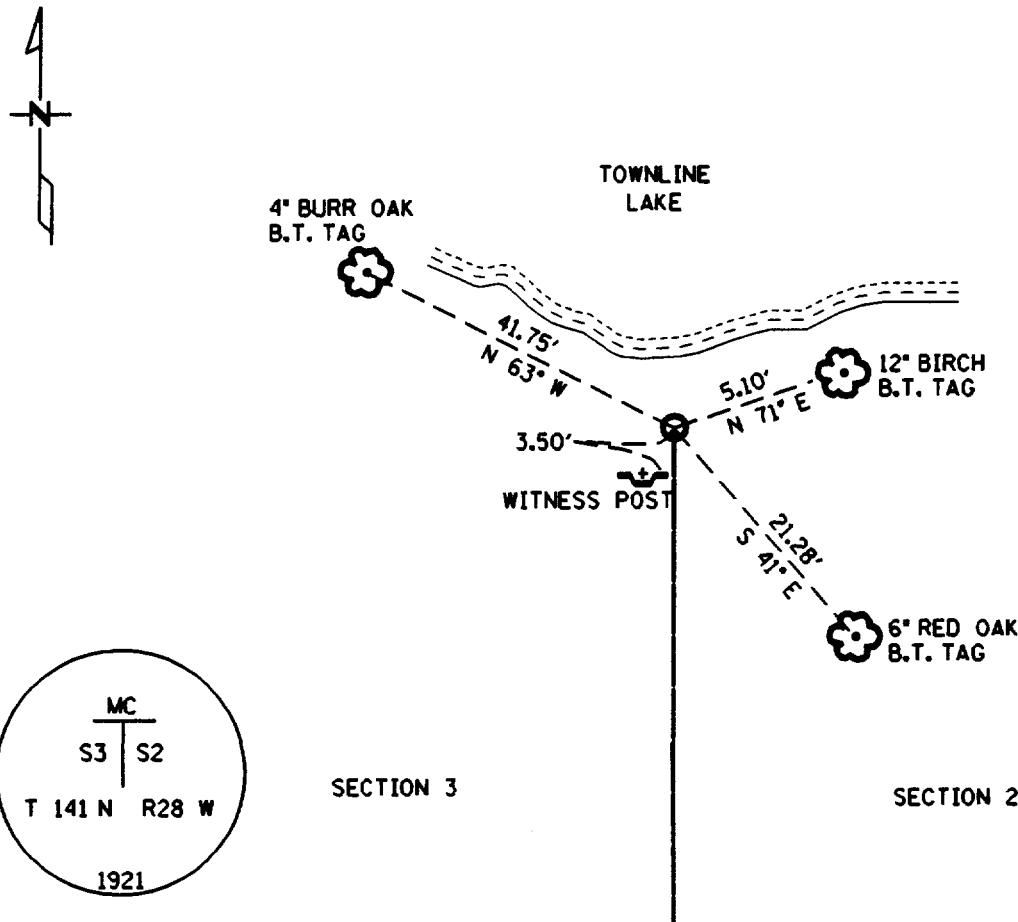 N
TOWNLINE
LAKE
4" BURR OAK
B.T. TAG
41.75'
N 63° W
12" BIRCH
B.T. TAG
5.10'
N 71° E
3.50'
WITNESS POST
21.28'
S 41° E
6" RED OAK
B.T. TAG
MC
S3 S2
T 141 N R28 W
1921
SECTION 3
SECTION 2